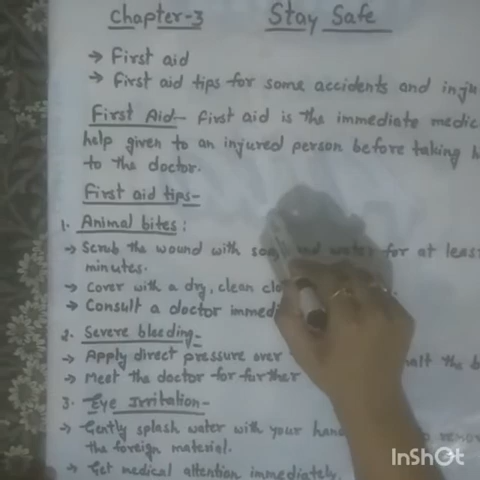 Chapter-3 Stay Safe
→ First aid
→ First aid tips for some accidents and
First Aid- First aid is the immediate
help given to an injured person before taking
to the doctor.
First aid tips-
1. Animal bites:
→ Scrub the wound with and water for at least
minutes.
→ Cover with a dry, clean
→ Consult a doctor
2. Severe bleeding-
→ Apply direct pressure over the
→ Meet the doctor for further
3. Eye Irritation-
→ Gently splash water with your
the foreign material.
→ Get medical attention immediately.
InShOt